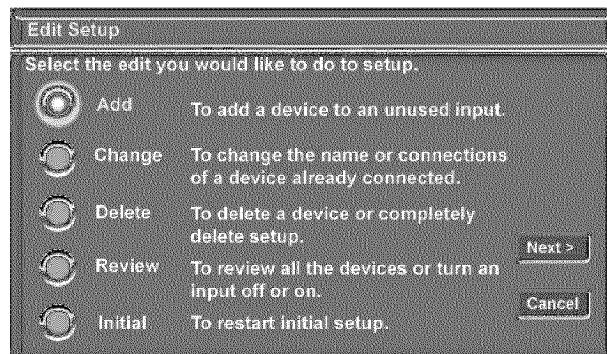 Edit Setup
Select the edit you would like to do to setup.
Add To add a device to an unused input.
Change To change the name or connections
of a device already connected.
Delete To delete a device or completely
delete setup.
Next >
Review To review all the devices or turn an
input off or on.
Cancel
Initial To restart initial setup.